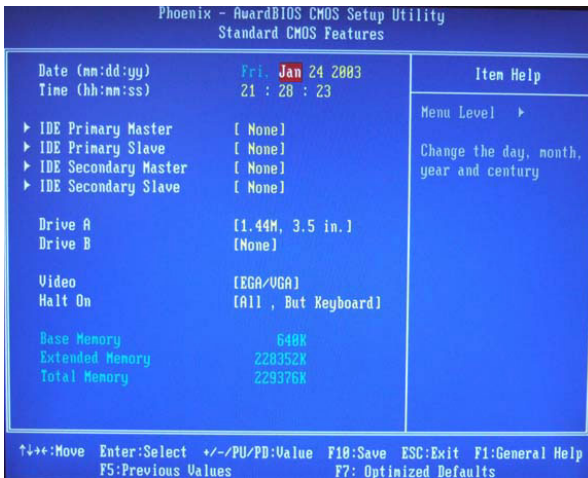 Phoenix - AwardBIOS CMOS Setup Utility
Standard CMOS Features
Date (mm:dd:yy) Fri, Jan 24 2003
Time (hh:mm:ss) 21 : 28 : 23
Item Help
Menu Level ▸
Change the day, month,
year and century
▸ IDE Primary Master [ None]
▸ IDE Primary Slave [ None]
▸ IDE Secondary Master [ None]
▸ IDE Secondary Slave [ None]
Drive A [1.44M, 3.5 in.]
Drive B [None]
Video [EGA/VGA]
Halt On [All , But Keyboard]
Base Memory 640K
Extended Memory 228352K
Total Memory 229376K
↑↓→←:Move Enter:Select +/-/PU/PD:Value F10:Save ESC:Exit F1:General Help
F5:Previous Values F7: Optimized Defaults